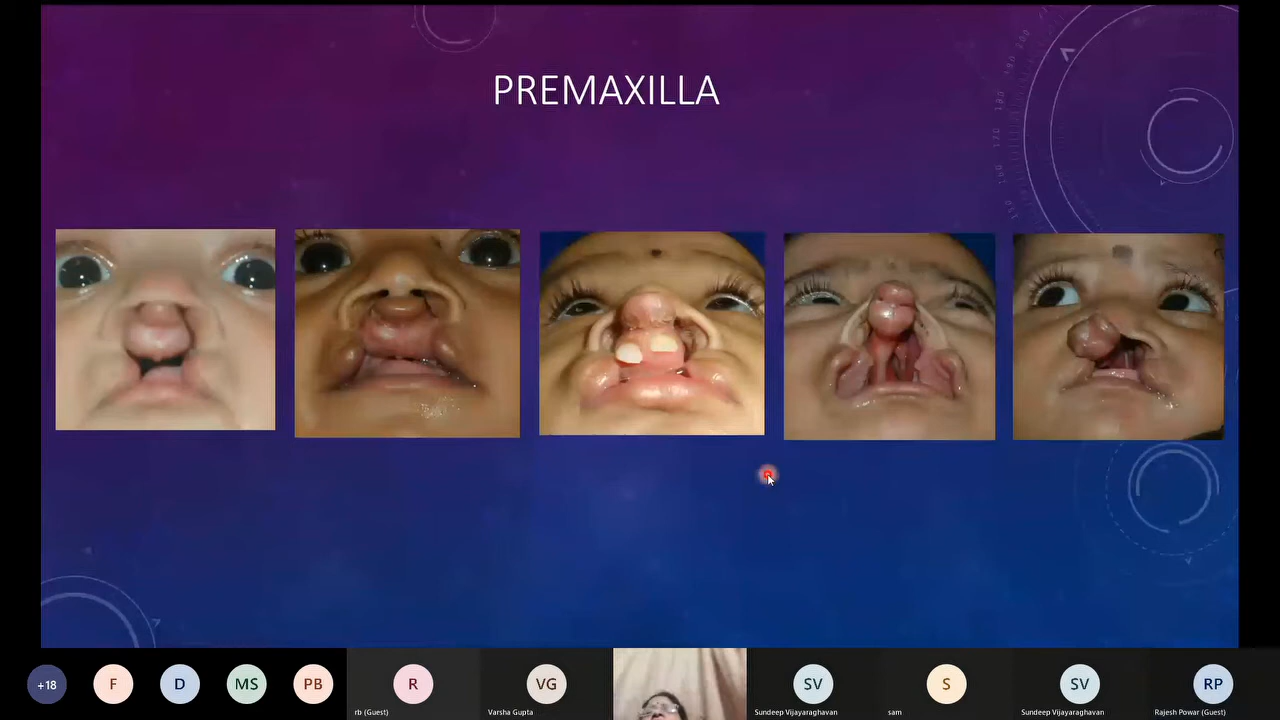 PREMAXILLA
+18
F
D
MS
PB
R
VG
SV
S
SV
RP
rb (Guest)
Varsha Gupta
Sundeep Vijayaraghavan
sam
Sundeep Vijayaraghavan
Rajesh Powar (Guest)